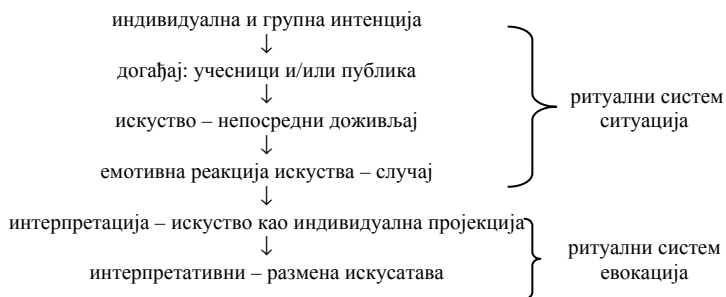 индивидуална и групна интенција
↓
догађај: учесници и/или публика
↓
искуство – непосредни доживљај
↓
емотивна реакција искуства – случај
↓
интерпретација – искуство као индивидуална пројекција
↓
интерпретативни – размена искусатава
ритуални систем
ситуација
ритуални систем
евокација